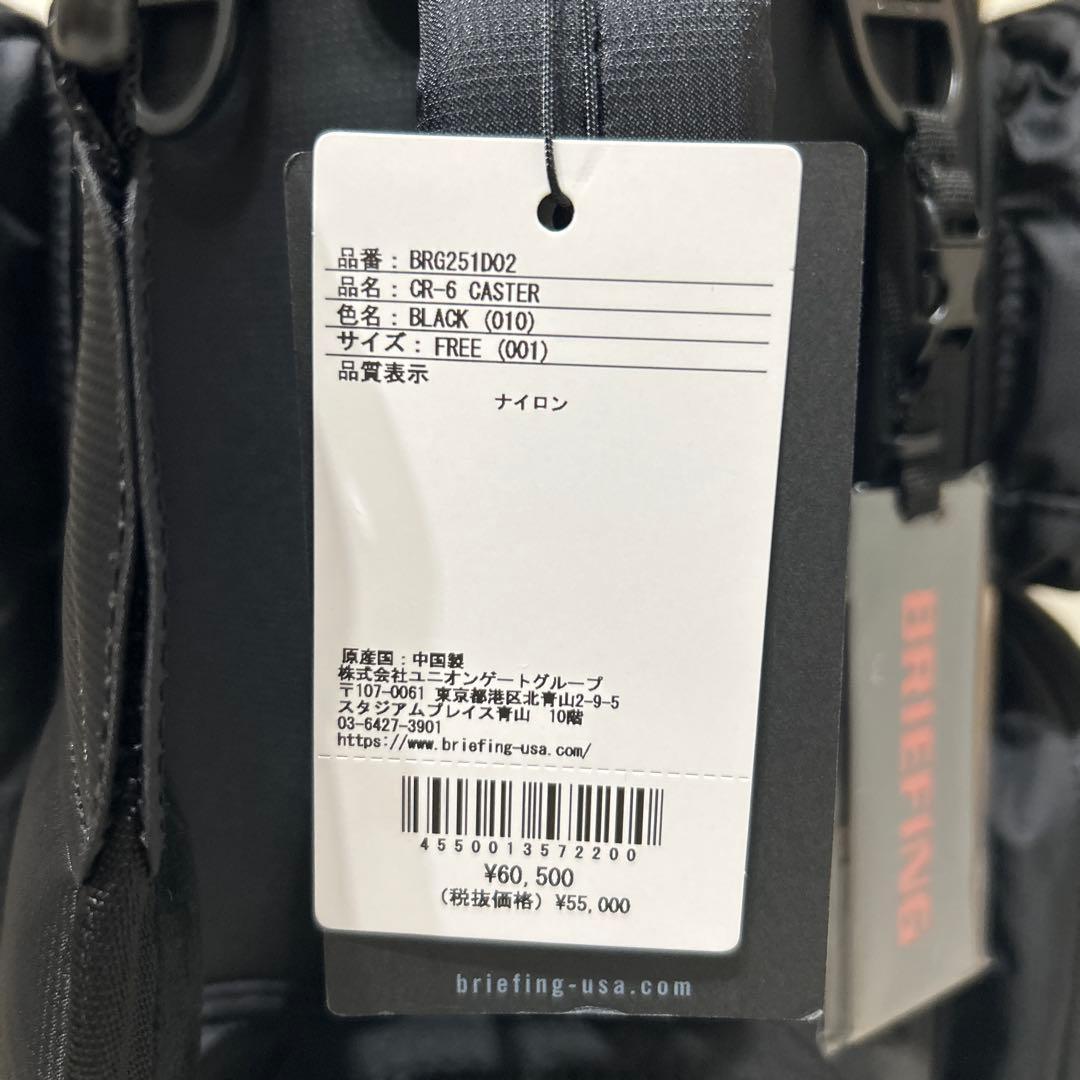 品番：BRG251D02
品名：CR-6 CASTER
色名：BLACK (010)
サイズ：FREE (001)
品質表示
ナイロン
原産国：中国製
株式会社ユニオンゲートグループ
〒107-0061 東京都港区北青山2-9-5
スタジアムプレイス青山 10階
03-6427-3901
https://www.briefing-usa.com/
4550013572200
¥60,500
(税抜価格) ¥55,000
briefing-usa.com
BRIEFING